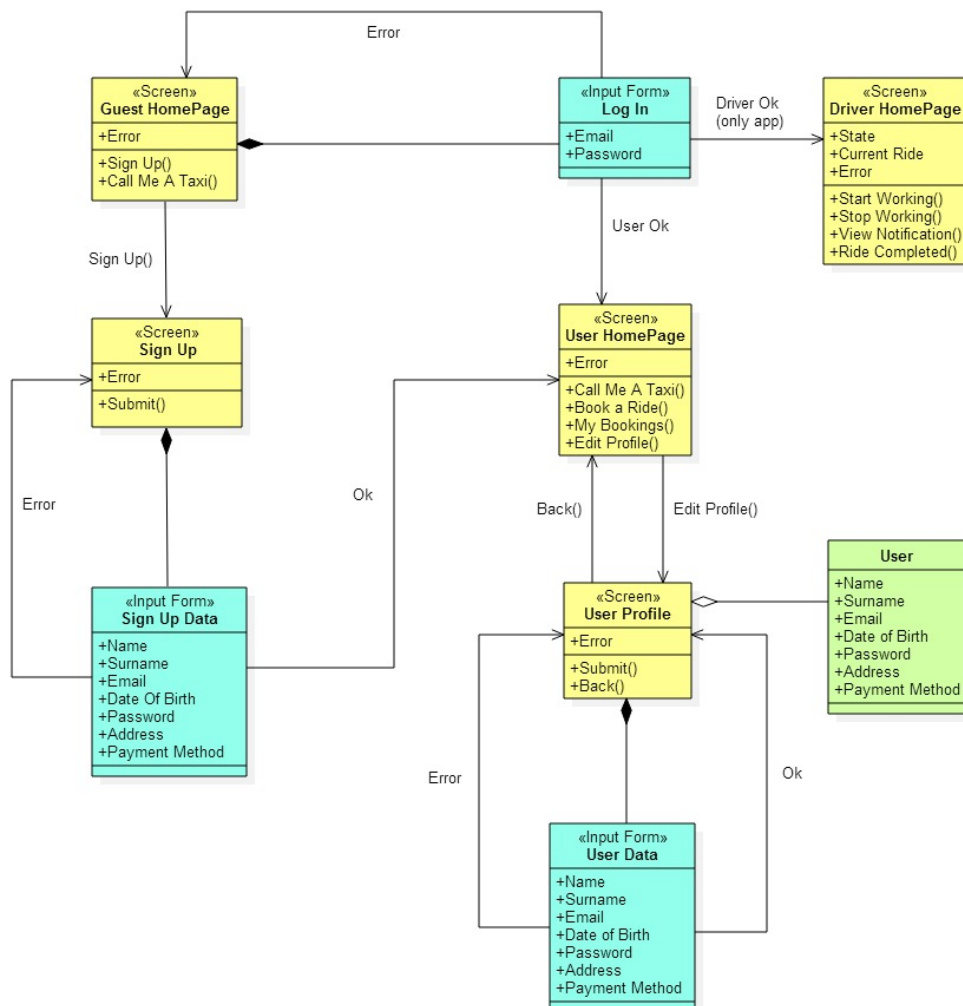 Error
«Screen»
Guest HomePage
+Error
+Sign Up()
+Call Me A Taxi()
«Input Form»
Log In
+Email
+Password
Driver Ok
(only app)
«Screen»
Driver HomePage
+State
+Current Ride
+Error
+Start Working()
+Stop Working()
+View Notification()
+Ride Completed()
Sign Up()
User Ok
«Screen»
Sign Up
+Error
+Submit()
«Screen»
User HomePage
+Error
+Call Me A Taxi()
+Book a Ride()
+My Bookings()
+Edit Profile()
Error
Ok
Back()
Edit Profile()
«Input Form»
Sign Up Data
+Name
+Surname
+Email
+Date Of Birth
+Password
+Address
+Payment Method
«Screen»
User Profile
+Error
+Submit()
+Back()
User
+Name
+Surname
+Email
+Date of Birth
+Password
+Address
+Payment Method
Error
Ok
«Input Form»
User Data
+Name
+Surname
+Email
+Date of Birth
+Password
+Address
+Payment Method